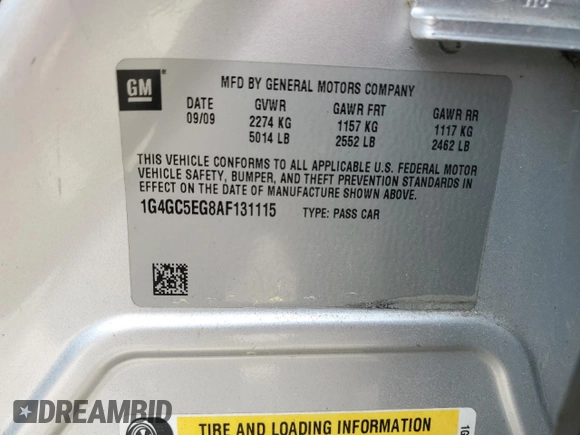 GM
MFD BY GENERAL MOTORS COMPANY
DATE GVWR GAWR FRT GAWR RR
09/09 2274 KG 1157 KG 1117 KG
5014 LB 2552 LB 2462 LB
THIS VEHICLE CONFORMS TO ALL APPLICABLE U.S. FEDERAL MOTOR
VEHICLE SAFETY, BUMPER, AND THEFT PREVENTION STANDARDS IN
EFFECT ON THE DATE OF MANUFACTURE SHOWN ABOVE.
1G4GC5EG8AF131115 TYPE: PASS CAR
TIRE AND LOADING INFORMATION
DREAMBID